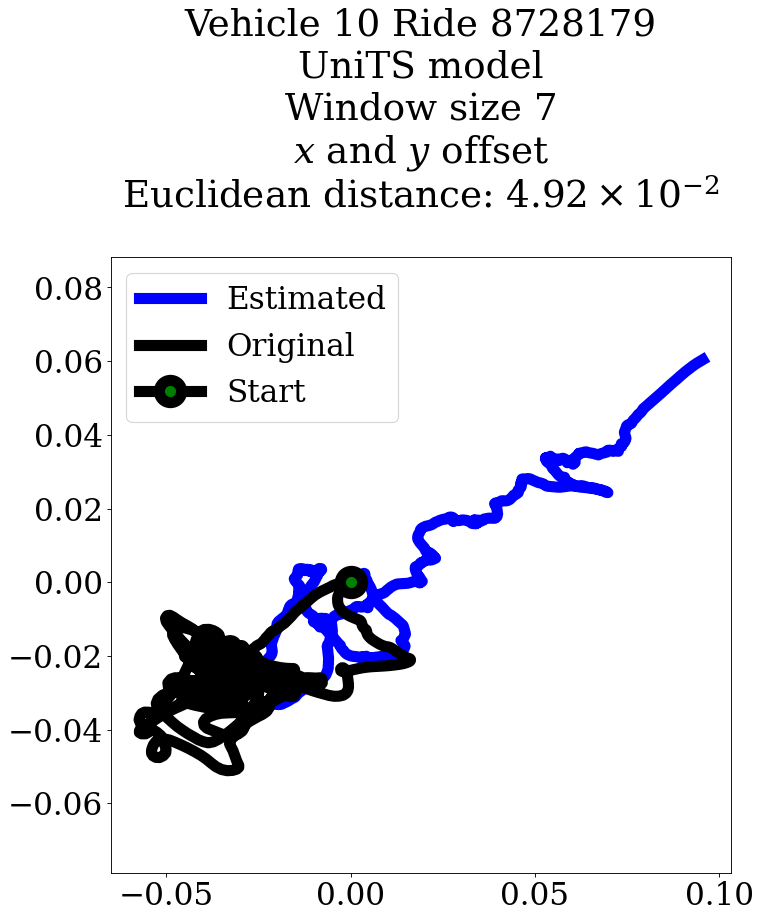 Vehicle 10 Ride 8728179
UniTS model
Window size 7
x and y offset
Euclidean distance: 4.92 × 10⁻²
Estimated
Original
Start
0.08
0.06
0.04
0.02
0.00
−0.02
−0.04
−0.06
−0.05
0.00
0.05
0.10